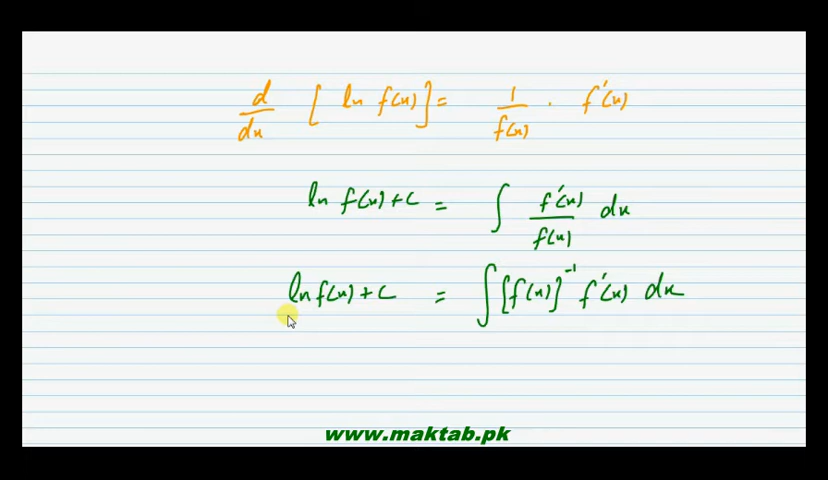 d/dx [ln f(x)] = 1/f(x) · f′(x)
ln f(x) + c = ∫ f′(x)/f(x) dx
ln f(x) + c = ∫ [f(x)]⁻¹ f′(x) dx
www.maktab.pk